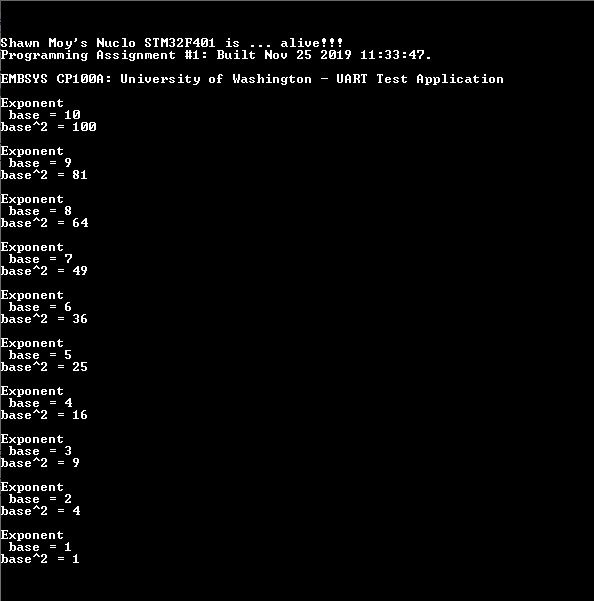 Shawn Moy's Nuclo STM32F401 is ... alive!!!
Programming Assignment #1: Built Nov 25 2019 11:33:47.
EMBSYS CP100A: University of Washington - UART Test Application
Exponent
base = 10
base^2 = 100
Exponent
base = 9
base^2 = 81
Exponent
base = 8
base^2 = 64
Exponent
base = 7
base^2 = 49
Exponent
base = 6
base^2 = 36
Exponent
base = 5
base^2 = 25
Exponent
base = 4
base^2 = 16
Exponent
base = 3
base^2 = 9
Exponent
base = 2
base^2 = 4
Exponent
base = 1
base^2 = 1